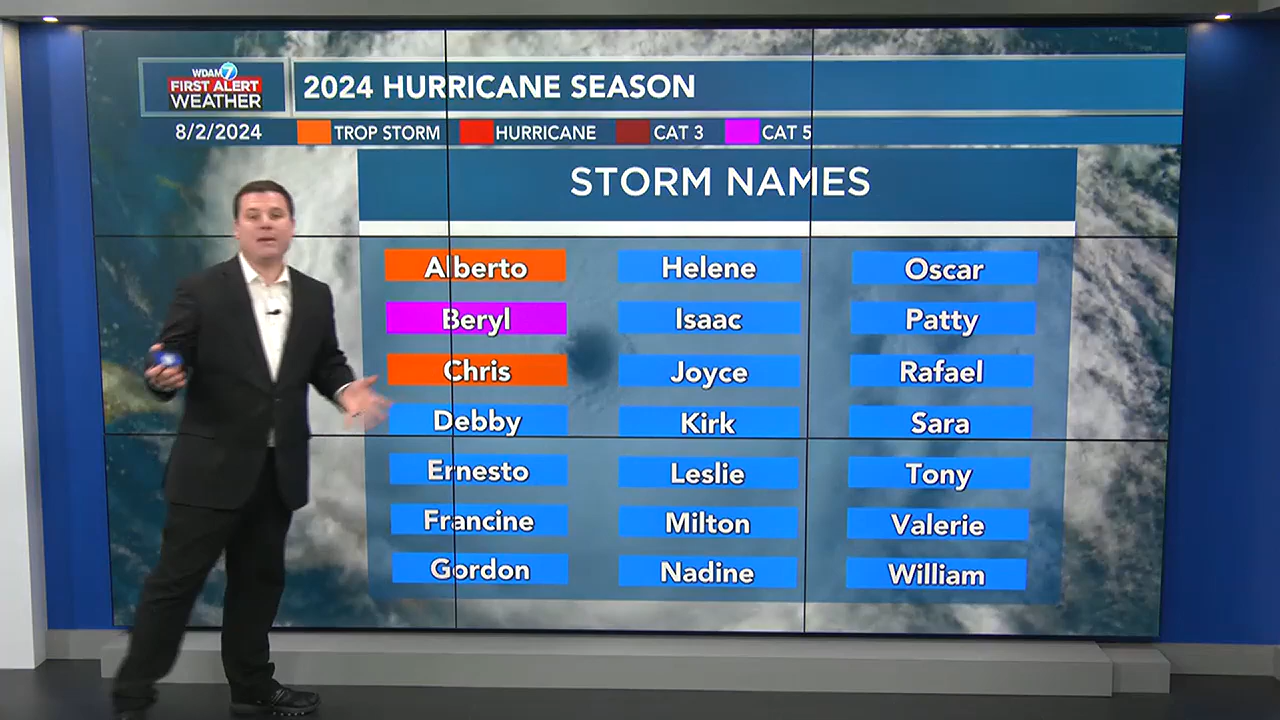 WDAM 7
FIRST ALERT
WEATHER
2024 HURRICANE SEASON
8/2/2024 TROP STORM HURRICANE CAT 3 CAT 5
STORM NAMES
Alberto Helene Oscar
Beryl Isaac Patty
Chris Joyce Rafael
Debby Kirk Sara
Ernesto Leslie Tony
Francine Milton Valerie
Gordon Nadine William